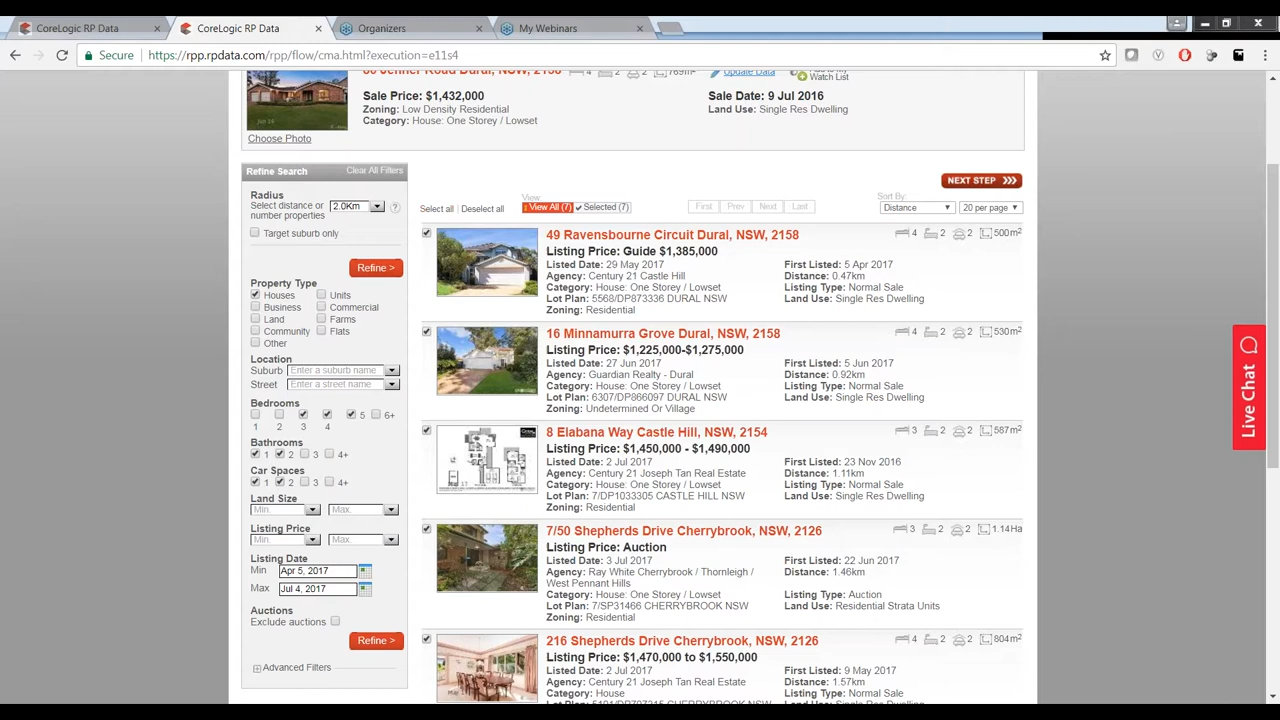 CoreLogic RP Data
CoreLogic RP Data
Organizers
My Webinars
Secure
https://rpp.rpdata.com/rpp/flow/cma.html?execution=e11s4
Jenner Road Dural, NSW, 2158
4 2 2 769m²
Update Data
Watch List
Sale Price: $1,432,000
Sale Date: 9 Jul 2016
Zoning: Low Density Residential
Land Use: Single Res Dwelling
Category: House: One Storey / Lowset
Choose Photo
Refine Search
Clear All Filters
Radius
Select distance or number properties
2.0Km
?
Target suburb only
Refine >
Property Type
Houses Units
Business Commercial
Land Farms
Community Flats
Other
Location
Suburb Enter a suburb name
Street Enter a street name
Bedrooms
5 6+
1 2 3 4
Bathrooms
1 2 3 4+
Car Spaces
1 2 3 4+
Land Size
Min. Max.
Listing Price
Min. Max.
Listing Date
Min Apr 5, 2017
Max Jul 4, 2017
Auctions
Exclude auctions
Refine >
Advanced Filters
NEXT STEP
Select all | Deselect all
View
View All (7) Selected (7)
First Prev Next Last
Sort By:
Distance
20 per page
49 Ravensbourne Circuit Dural, NSW, 2158
4 2 2 500m²
Listing Price: Guide $1,385,000
Listed Date: 29 May 2017
First Listed: 5 Apr 2017
Agency: Century 21 Castle Hill
Distance: 0.47km
Category: House: One Storey / Lowset
Listing Type: Normal Sale
Lot Plan: 5568/DP873336 DURAL NSW
Land Use: Single Res Dwelling
Zoning: Residential
16 Minnamurra Grove Dural, NSW, 2158
4 2 2 530m²
Listing Price: $1,225,000-$1,275,000
Listed Date: 27 Jun 2017
First Listed: 5 Jun 2017
Agency: Guardian Realty - Dural
Distance: 0.92km
Category: House: One Storey / Lowset
Listing Type: Normal Sale
Lot Plan: 6307/DP866097 DURAL NSW
Land Use: Single Res Dwelling
Zoning: Undetermined Or Village
8 Elabana Way Castle Hill, NSW, 2154
3 2 2 587m²
Listing Price: $1,450,000 - $1,490,000
Listed Date: 2 Jul 2017
First Listed: 23 Nov 2016
Agency: Century 21 Joseph Tan Real Estate
Distance: 1.11km
Category: House: One Storey / Lowset
Listing Type: Normal Sale
Lot Plan: 7/DP1033305 CASTLE HILL NSW
Land Use: Single Res Dwelling
Zoning: Residential
7/50 Shepherds Drive Cherrybrook, NSW, 2126
3 2 2 1.14Ha
Listing Price: Auction
Listed Date: 3 Jul 2017
First Listed: 22 Jun 2017
Agency: Ray White Cherrybrook / Thornleigh /
West Pennant Hills
Distance: 1.46km
Category: House: One Storey / Lowset
Listing Type: Auction
Lot Plan: 7/SP31466 CHERRYBROOK NSW
Land Use: Residential Strata Units
Zoning: Residential
216 Shepherds Drive Cherrybrook, NSW, 2126
4 2 2 804m²
Listing Price: $1,470,000 to $1,550,000
Listed Date: 2 Jul 2017
First Listed: 9 May 2017
Agency: Century 21 Joseph Tan Real Estate
Distance: 1.57km
Category: House
Listing Type: Normal Sale
Live Chat